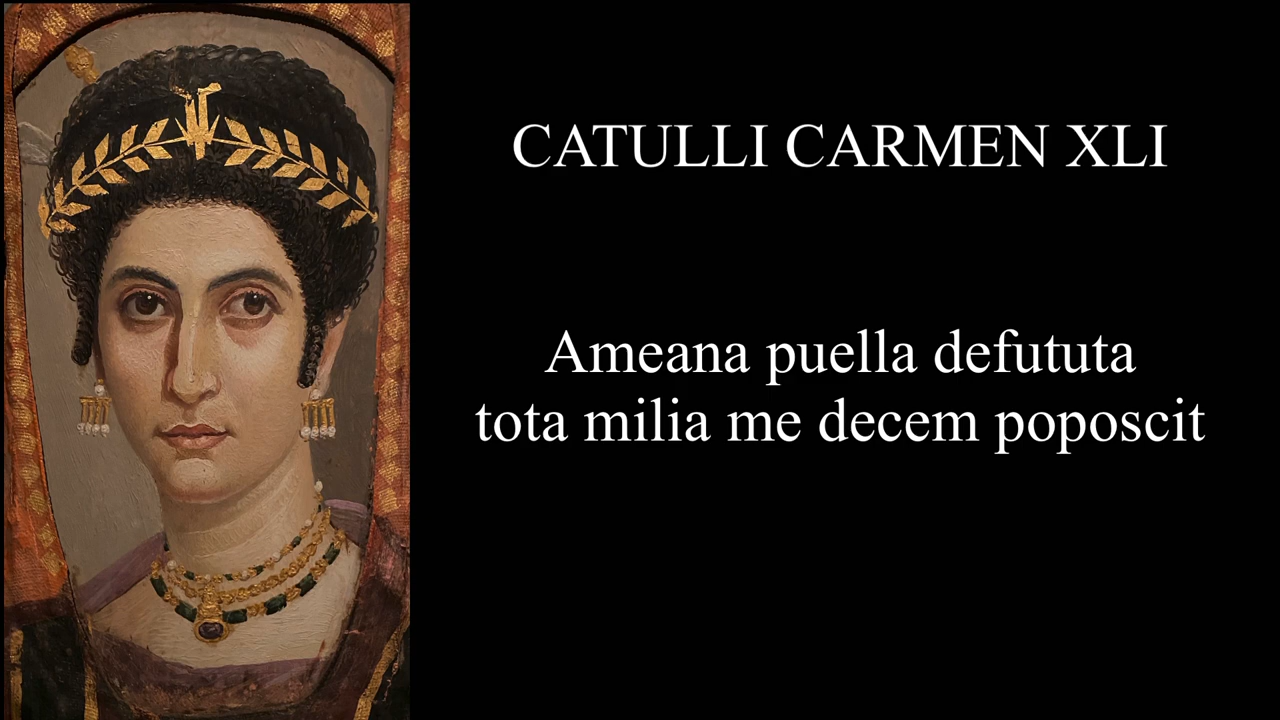 CATULLI CARMEN XLI
Ameana puella defututa
tota milia me decem poposcit